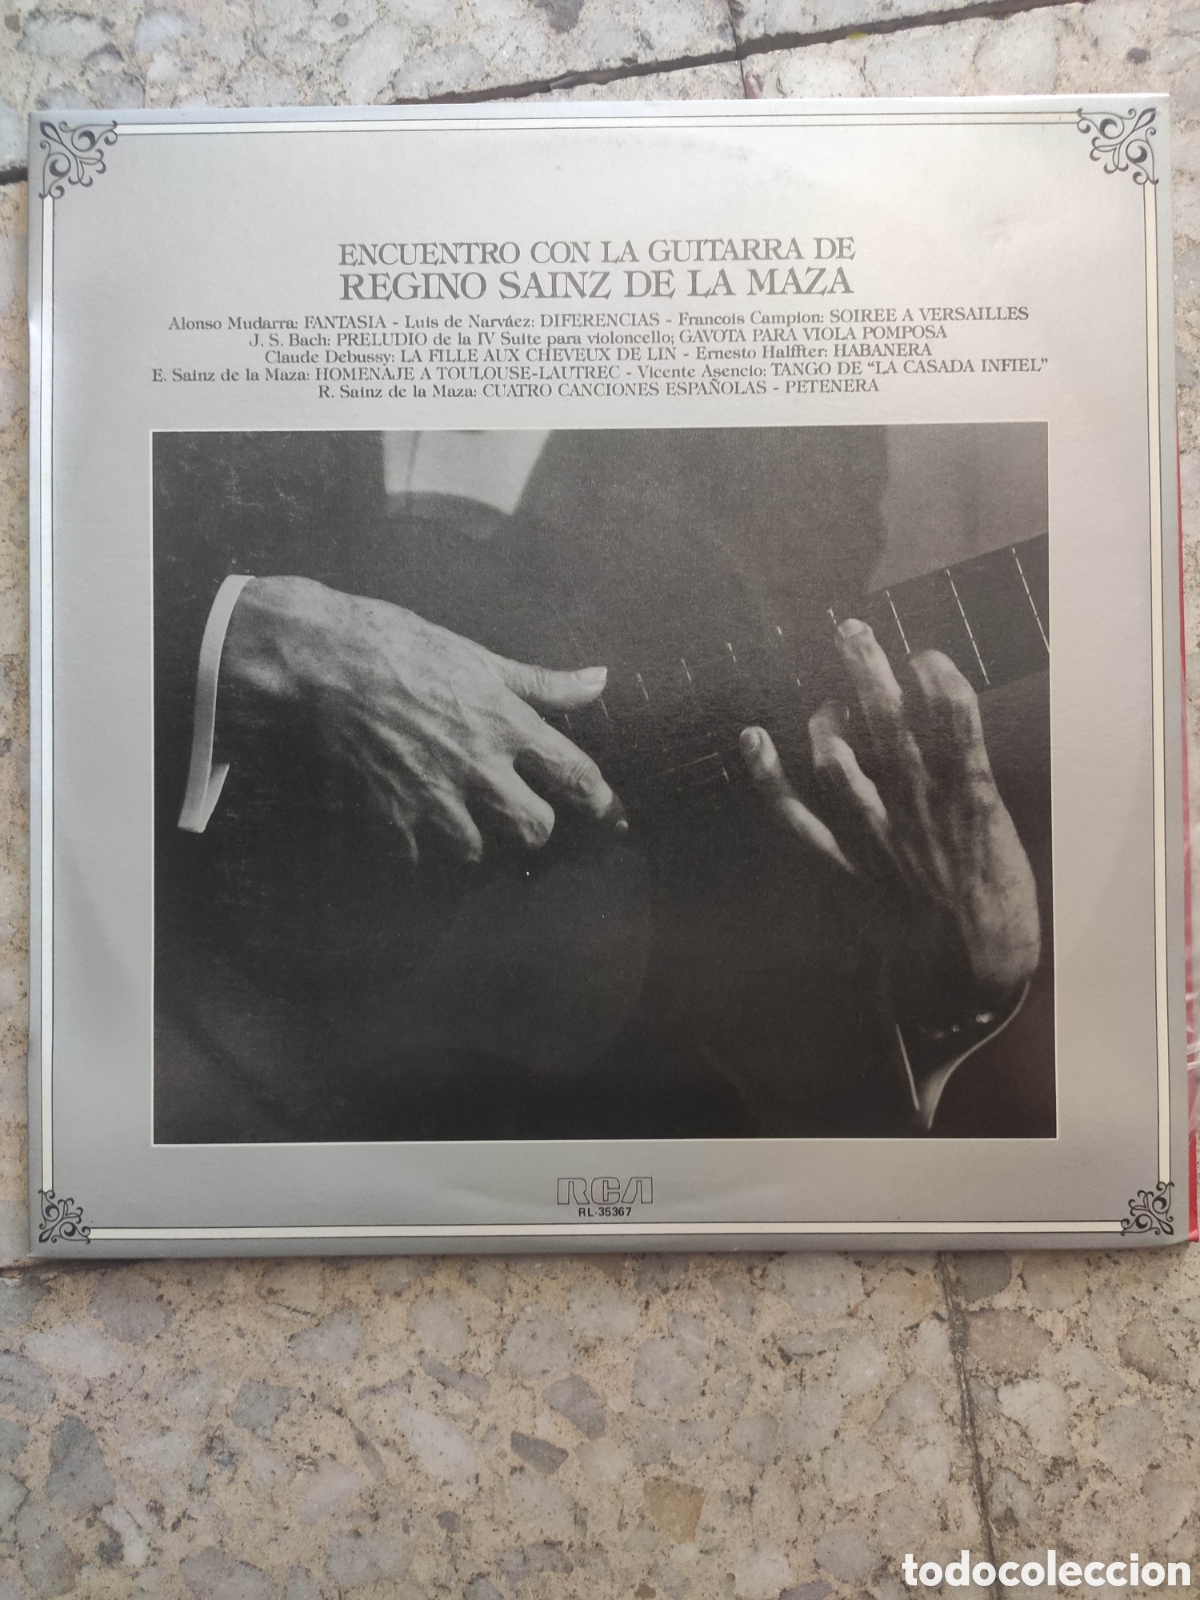 ENCUENTRO CON LA GUITARRA DE
REGINO SAINZ DE LA MAZA
Alonso Mudarra: FANTASIA - Luis de Narváez: DIFERENCIAS - Francois Campion: SOIREE A VERSAILLES
J. S. Bach: PRELUDIO de la IV Suite para violoncello; GAVOTA PARA VIOLA POMPOSA
Claude Debussy: LA FILLE AUX CHEVEUX DE LIN - Ernesto Halffter: HABANERA
E. Sainz de la Maza: HOMENAJE A TOULOUSE-LAUTREC - Vicente Asencio: TANGO DE "LA CASADA INFIEL"
R. Sainz de la Maza: CUATRO CANCIONES ESPAÑOLAS - PETENERA
RCA
RL-35367
todocoleccion